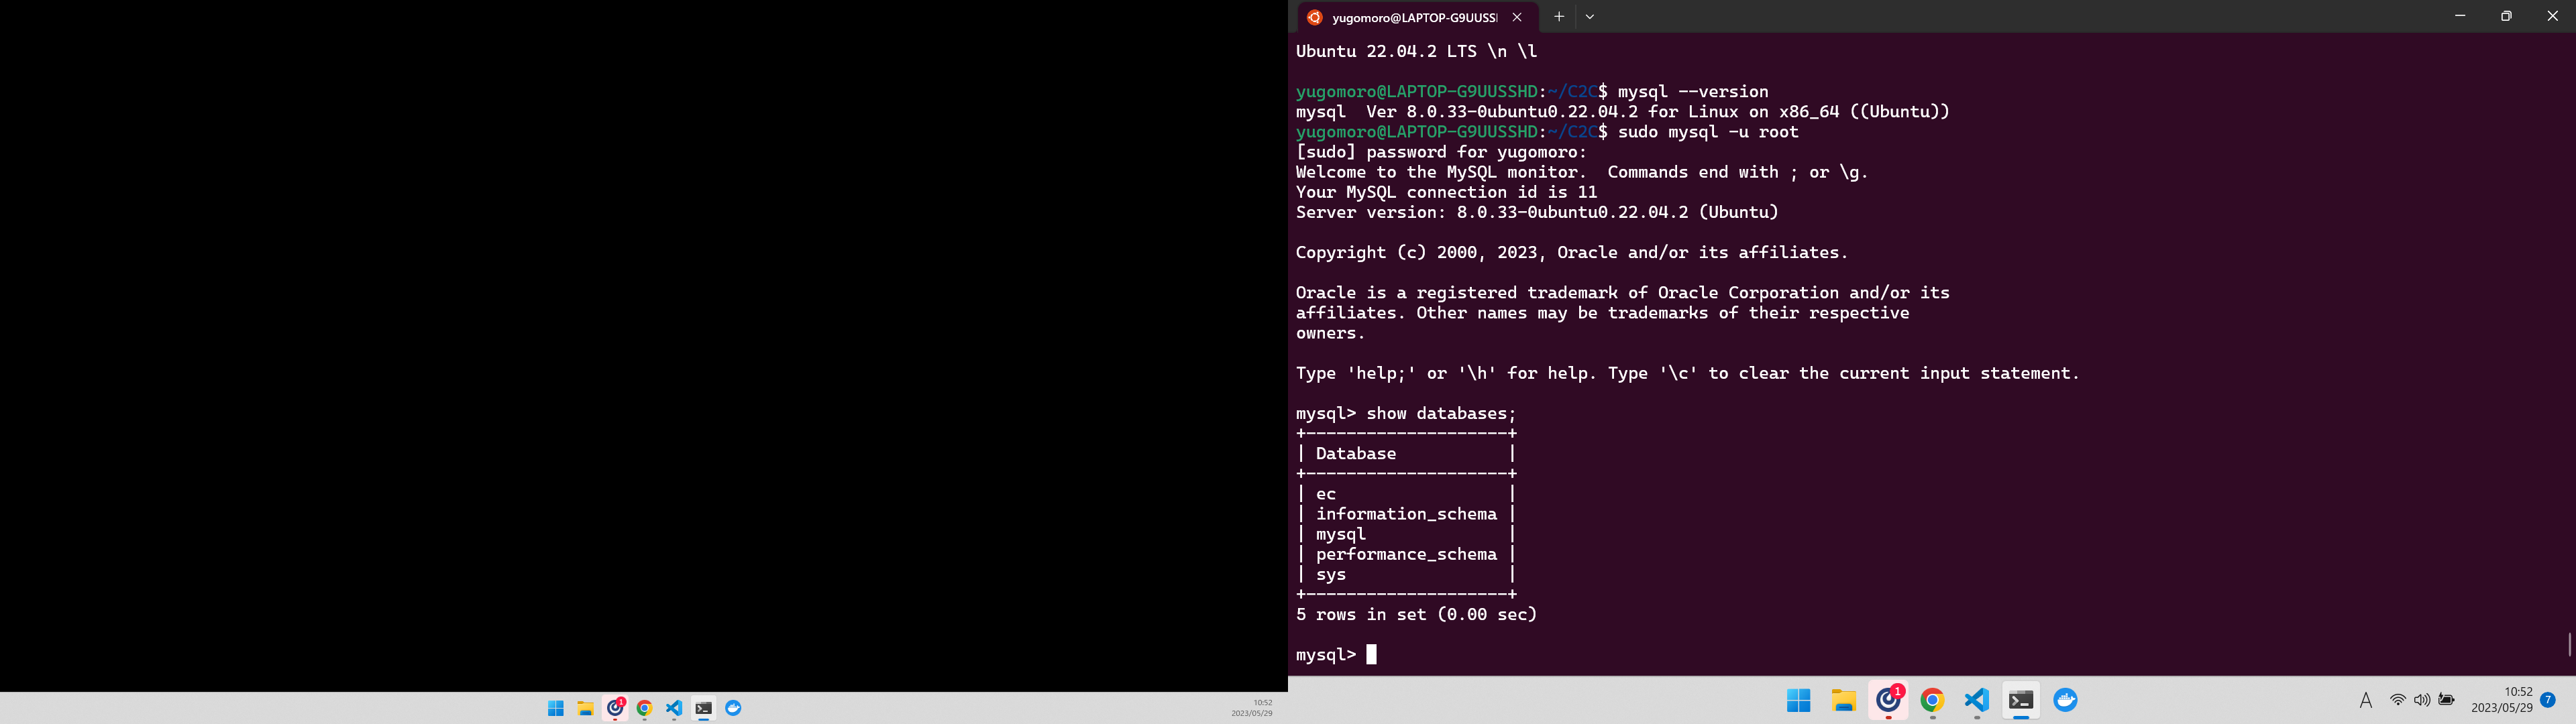 yugomoro@LAPTOP-G9UUSSI
Ubuntu 22.04.2 LTS \n \l
yugomoro@LAPTOP-G9UUSSHD:~/C2C$ mysql --version
mysql  Ver 8.0.33-0ubuntu0.22.04.2 for Linux on x86_64 ((Ubuntu))
yugomoro@LAPTOP-G9UUSSHD:~/C2C$ sudo mysql -u root
[sudo] password for yugomoro:
Welcome to the MySQL monitor.  Commands end with ; or \g.
Your MySQL connection id is 11
Server version: 8.0.33-0ubuntu0.22.04.2 (Ubuntu)
Copyright (c) 2000, 2023, Oracle and/or its affiliates.
Oracle is a registered trademark of Oracle Corporation and/or its
affiliates. Other names may be trademarks of their respective
owners.
Type 'help;' or '\h' for help. Type '\c' to clear the current input statement.
mysql> show databases;
+--------------------+
| Database           |
+--------------------+
| ec                 |
| information_schema |
| mysql              |
| performance_schema |
| sys                |
+--------------------+
5 rows in set (0.00 sec)
mysql>
1
10:52
2023/05/29
1
A
10:52
2023/05/29
7